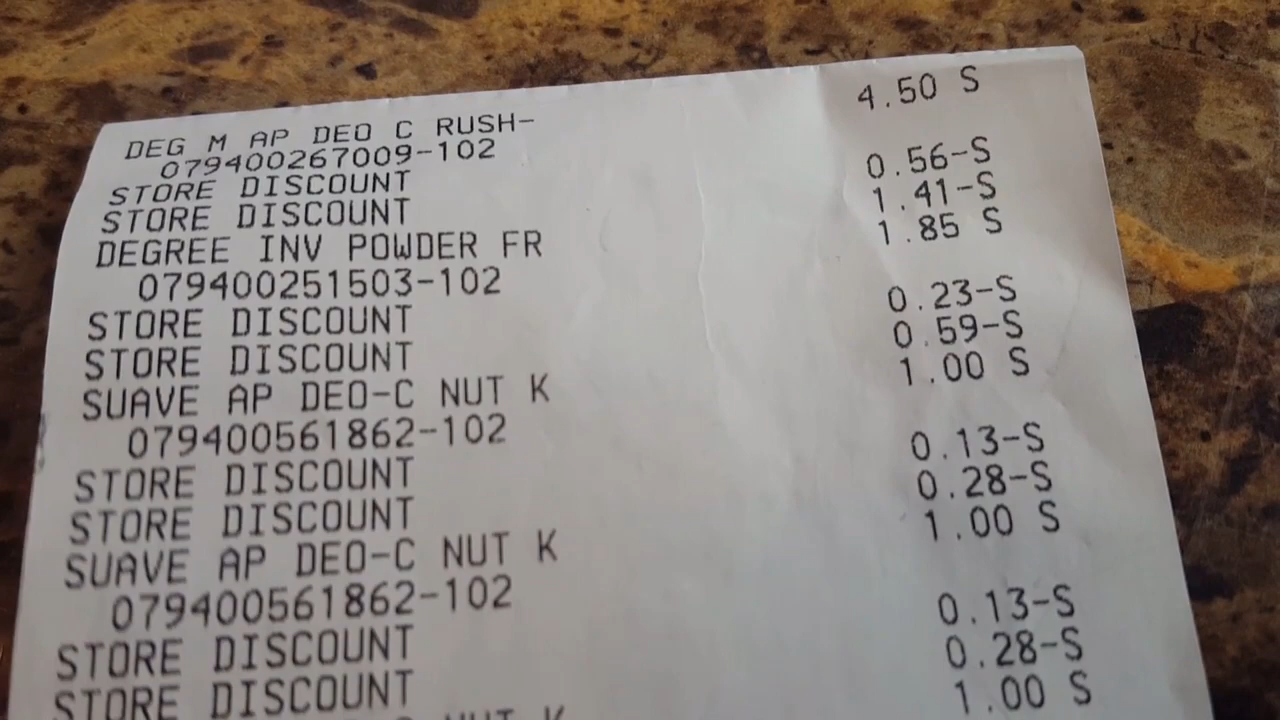 DEG M AP DEO C RUSH- 4.50 S
079400267009-102
STORE DISCOUNT 0.56-S
STORE DISCOUNT 1.41-S
DEGREE INV POWDER FR 1.85 S
079400251503-102
STORE DISCOUNT 0.23-S
STORE DISCOUNT 0.59-S
SUAVE AP DEO-C NUT K 1.00 S
079400561862-102
STORE DISCOUNT 0.13-S
STORE DISCOUNT 0.28-S
SUAVE AP DEO-C NUT K 1.00 S
079400561862-102
STORE DISCOUNT 0.13-S
STORE DISCOUNT 0.28-S
NUT K 1.00 S